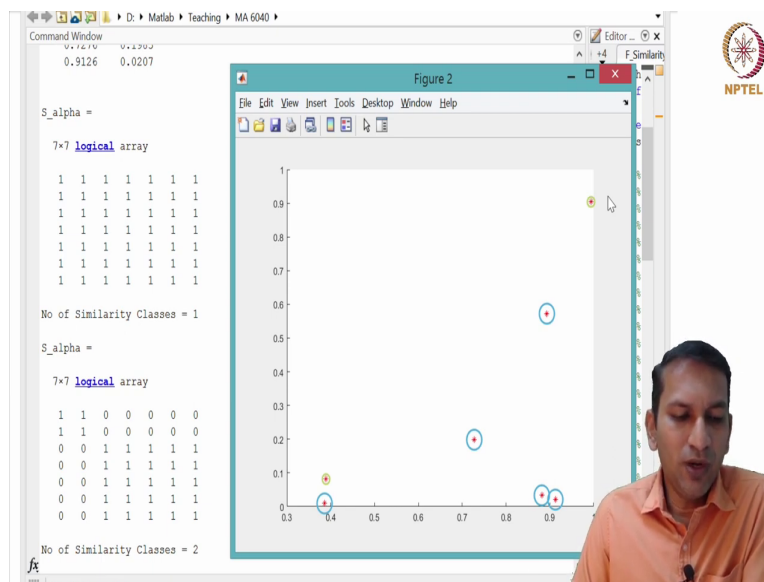 D: ▸ Matlab ▸ Teaching ▸ MA 6040 ▸
Command Window
Editor ...
+4 F_Similarity
0.7276 0.1985
0.9126 0.0207
S_alpha =
7×7 logical array
1 1 1 1 1 1 1
1 1 1 1 1 1 1
1 1 1 1 1 1 1
1 1 1 1 1 1 1
1 1 1 1 1 1 1
1 1 1 1 1 1 1
1 1 1 1 1 1 1
No of Similarity Classes = 1
S_alpha =
7×7 logical array
1 1 0 0 0 0 0
1 1 0 0 0 0 0
0 0 1 1 1 1 1
0 0 1 1 1 1 1
0 0 1 1 1 1 1
0 0 1 1 1 1 1
0 0 1 1 1 1 1
No of Similarity Classes = 2
fx
Figure 2
File Edit View Insert Tools Desktop Window Help
1
0.9
0.8
0.7
0.6
0.5
0.4
0.3
0.2
0.1
0
0.3 0.4 0.5 0.6 0.7 0.8 0.9
NPTEL